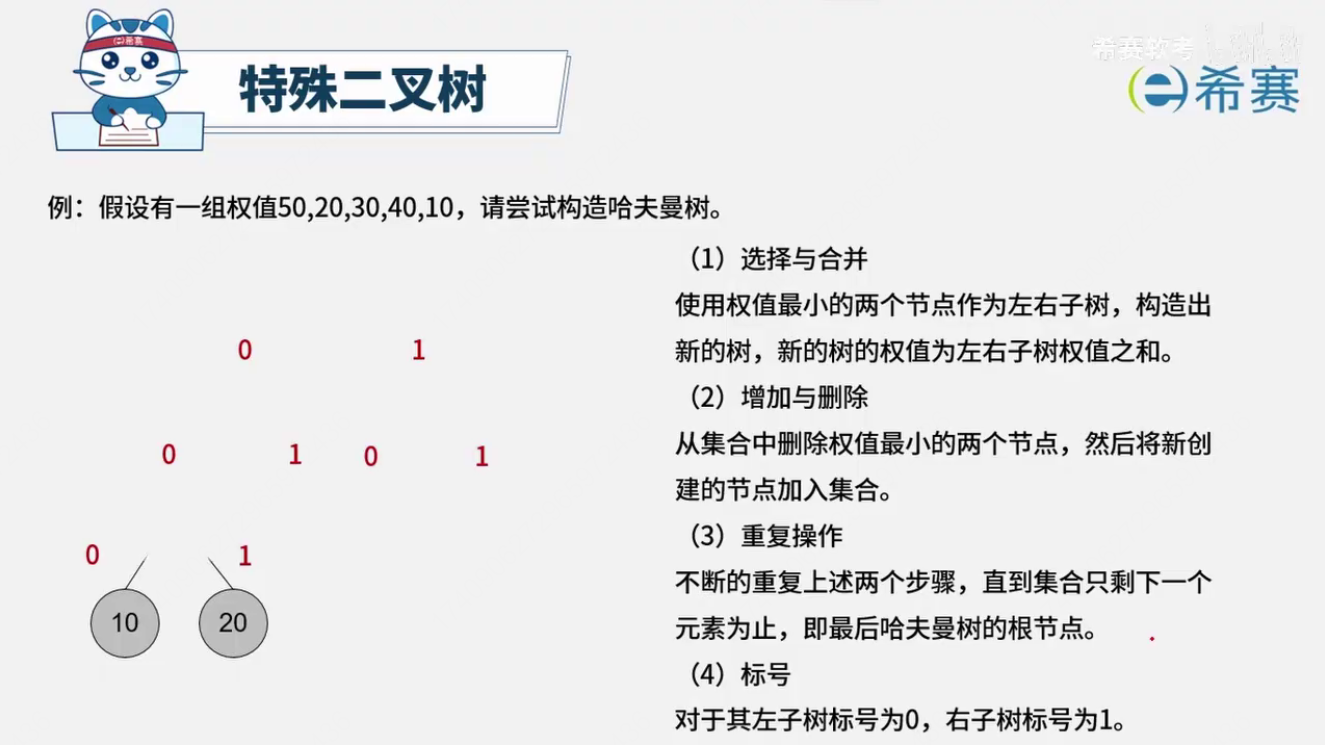 希赛
希赛软考
特殊二叉树
希赛
例：假设有一组权值50,20,30,40,10，请尝试构造哈夫曼树。
（1）选择与合并
使用权值最小的两个节点作为左右子树，构造出
新的树，新的树的权值为左右子树权值之和。
（2）增加与删除
从集合中删除权值最小的两个节点，然后将新创
建的节点加入集合。
（3）重复操作
不断的重复上述两个步骤，直到集合只剩下一个
元素为止，即最后哈夫曼树的根节点。
（4）标号
对于其左子树标号为0，右子树标号为1。
0 1
0 1 0 1
0 1
10 20